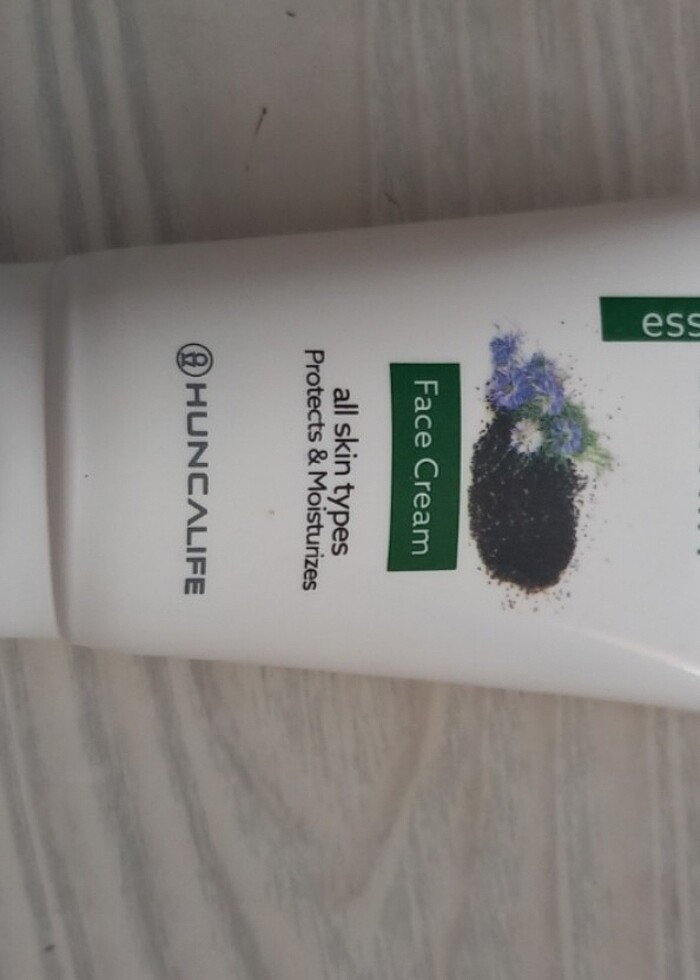 ess
Face Cream
all skin types
Protects & Moisturizes
HUNCALIFE